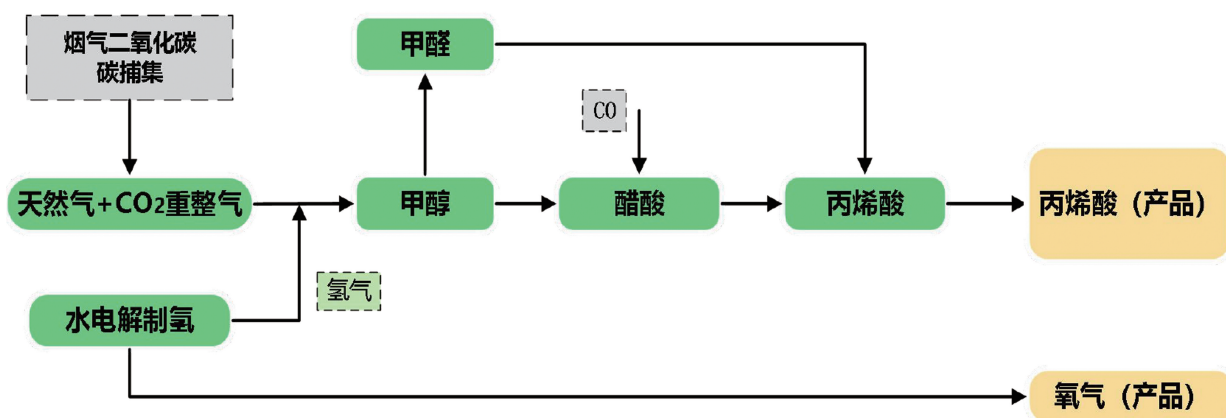 烟气二氧化碳
碳捕集
甲醛
CO
天然气+CO₂重整气
甲醇
醋酸
丙烯酸
丙烯酸（产品）
氢气
水电解制氢
氧气（产品）